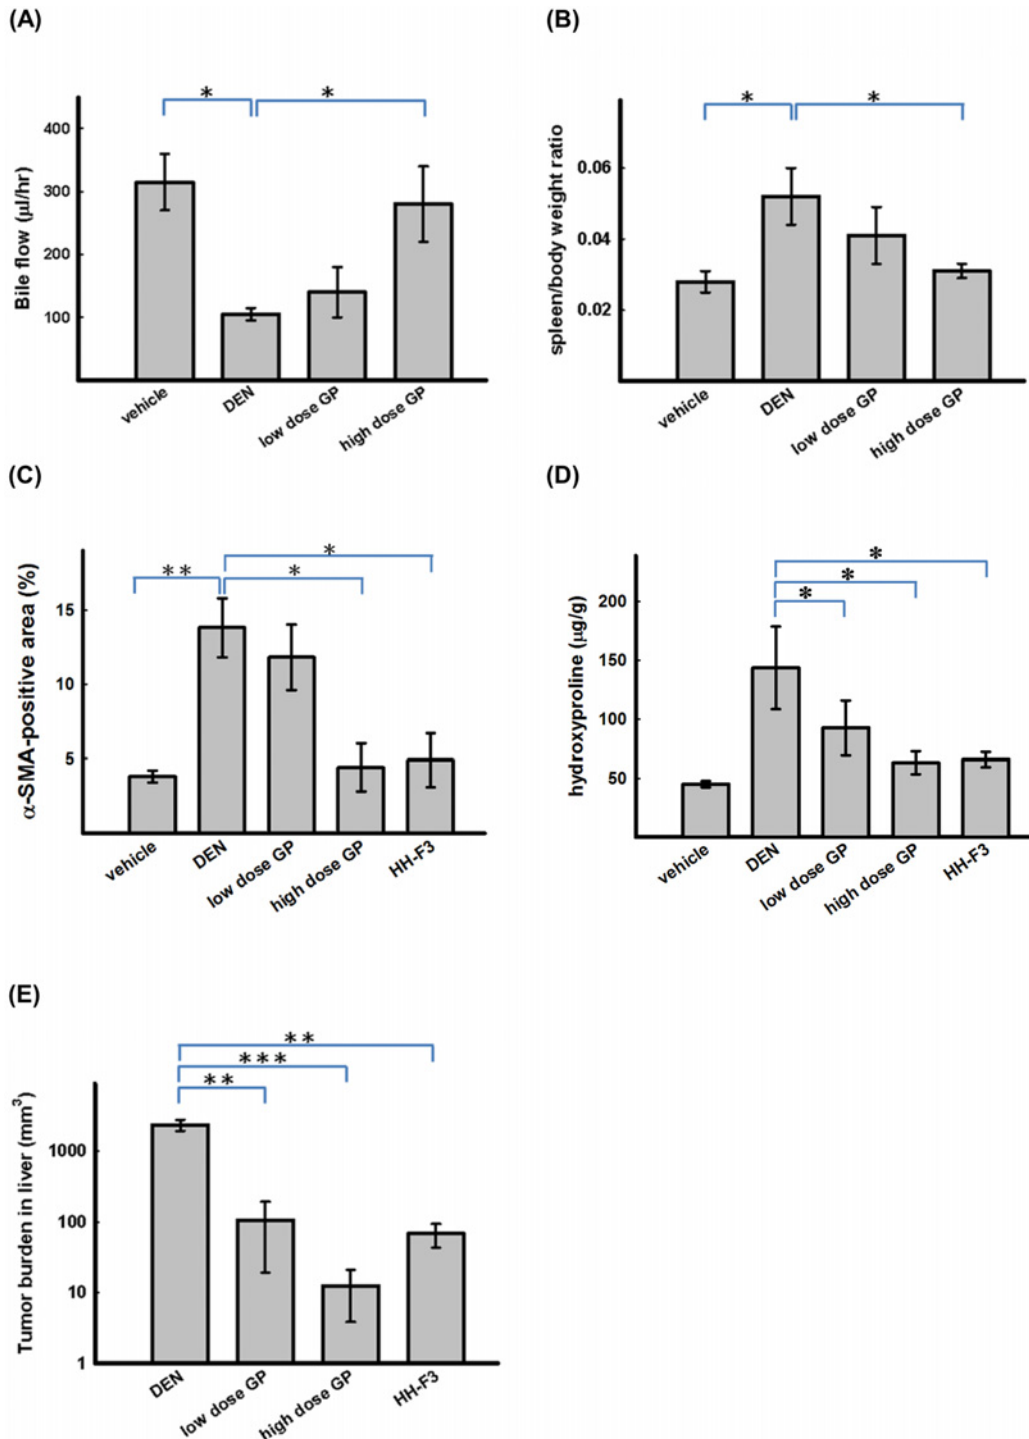 (A)
* *
Bile flow (µl/hr)
400
300
200
100
vehicle
DEN
low dose GP
high dose GP
(B)
* *
spleen/body weight ratio
0.06
0.04
0.02
vehicle
DEN
low dose GP
high dose GP
(C)
*
** *
α-SMA-positive area (%)
15
10
5
vehicle
DEN
low dose GP
high dose GP
HH-F3
(D)
*
*
*
hydroxyproline (µg/g)
200
150
100
50
vehicle
DEN
low dose GP
high dose GP
HH-F3
(E)
**
***
**
Tumor burden in liver (mm³)
1000
100
10
1
DEN
low dose GP
high dose GP
HH-F3